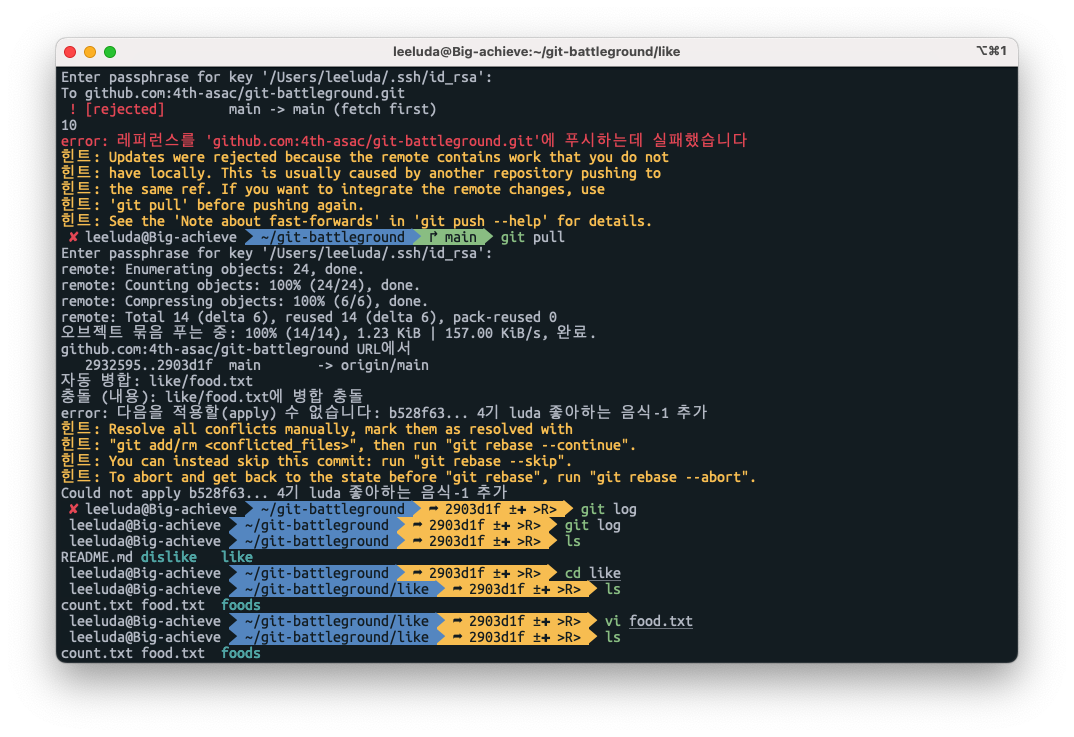 leeluda@Big-achieve:~/git-battleground/like
⌥⌘1
Enter passphrase for key '/Users/leeluda/.ssh/id_rsa':
To github.com:4th-asac/git-battleground.git
! [rejected]        main -> main (fetch first)
10
error: 레퍼런스를 'github.com:4th-asac/git-battleground.git'에 푸시하는데 실패했습니다
힌트: Updates were rejected because the remote contains work that you do not
힌트: have locally. This is usually caused by another repository pushing to
힌트: the same ref. If you want to integrate the remote changes, use
힌트: 'git pull' before pushing again.
힌트: See the 'Note about fast-forwards' in 'git push --help' for details.
✘ leeluda@Big-achieve ~/git-battleground ↱ main git pull
Enter passphrase for key '/Users/leeluda/.ssh/id_rsa':
remote: Enumerating objects: 24, done.
remote: Counting objects: 100% (24/24), done.
remote: Compressing objects: 100% (6/6), done.
remote: Total 14 (delta 6), reused 14 (delta 6), pack-reused 0
오브젝트 묶음 푸는 중: 100% (14/14), 1.23 KiB | 157.00 KiB/s, 완료.
github.com:4th-asac/git-battleground URL에서
2932595..2903d1f  main       -> origin/main
자동 병합: like/food.txt
충돌 (내용): like/food.txt에 병합 충돌
error: 다음을 적용할(apply) 수 없습니다: b528f63... 4기 luda 좋아하는 음식-1 추가
힌트: Resolve all conflicts manually, mark them as resolved with
힌트: "git add/rm <conflicted_files>", then run "git rebase --continue".
힌트: You can instead skip this commit: run "git rebase --skip".
힌트: To abort and get back to the state before "git rebase", run "git rebase --abort".
Could not apply b528f63... 4기 luda 좋아하는 음식-1 추가
✘ leeluda@Big-achieve ~/git-battleground ➦ 2903d1f ±✚ >R> git log
leeluda@Big-achieve ~/git-battleground ➦ 2903d1f ±✚ >R> git log
leeluda@Big-achieve ~/git-battleground ➦ 2903d1f ±✚ >R> ls
README.md dislike   like
leeluda@Big-achieve ~/git-battleground ➦ 2903d1f ±✚ >R> cd like
leeluda@Big-achieve ~/git-battleground/like ➦ 2903d1f ±✚ >R> ls
count.txt food.txt  foods
leeluda@Big-achieve ~/git-battleground/like ➦ 2903d1f ±✚ >R> vi food.txt
leeluda@Big-achieve ~/git-battleground/like ➦ 2903d1f ±✚ >R> ls
count.txt food.txt  foods